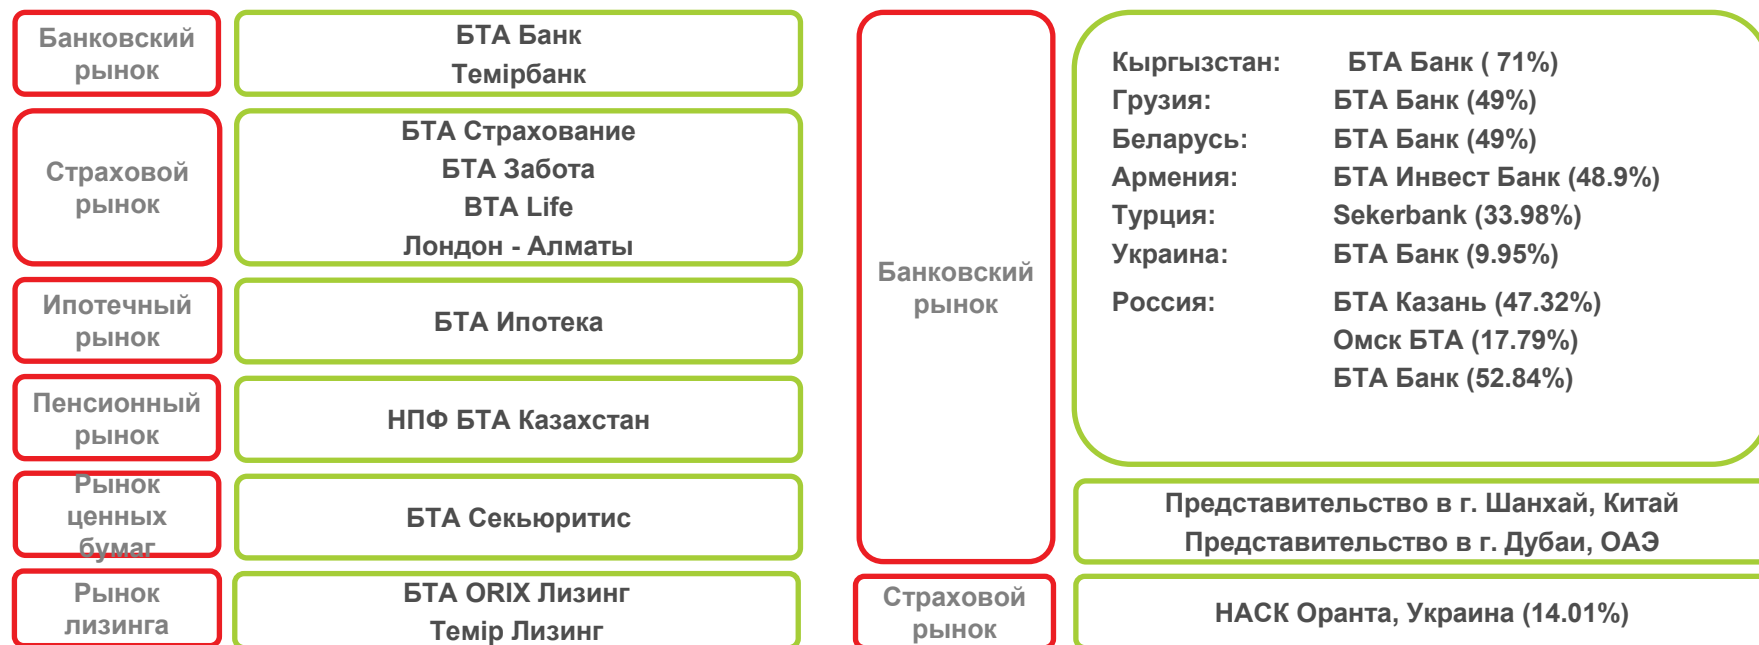 Банковский
рынок
БТА Банк
Темiрбанк
Страховой
рынок
БТА Страхование
БТА Забота
BTA Life
Лондон - Алматы
Ипотечный
рынок
БТА Ипотека
Пенсионный
рынок
НПФ БТА Казахстан
Рынок
ценных
бумаг
БТА Секьюритис
Рынок
лизинга
БТА ORIX Лизинг
Темiр Лизинг
Банковский
рынок
Кыргызстан: БТА Банк ( 71%)
Грузия: БТА Банк (49%)
Беларусь: БТА Банк (49%)
Армения: БТА Инвест Банк (48.9%)
Турция: Sekerbank (33.98%)
Украина: БТА Банк (9.95%)
Россия: БТА Казань (47.32%)
Омск БТА (17.79%)
БТА Банк (52.84%)
Представительство в г. Шанхай, Китай
Представительство в г. Дубаи, ОАЭ
Страховой
рынок
НАСК Оранта, Украина (14.01%)